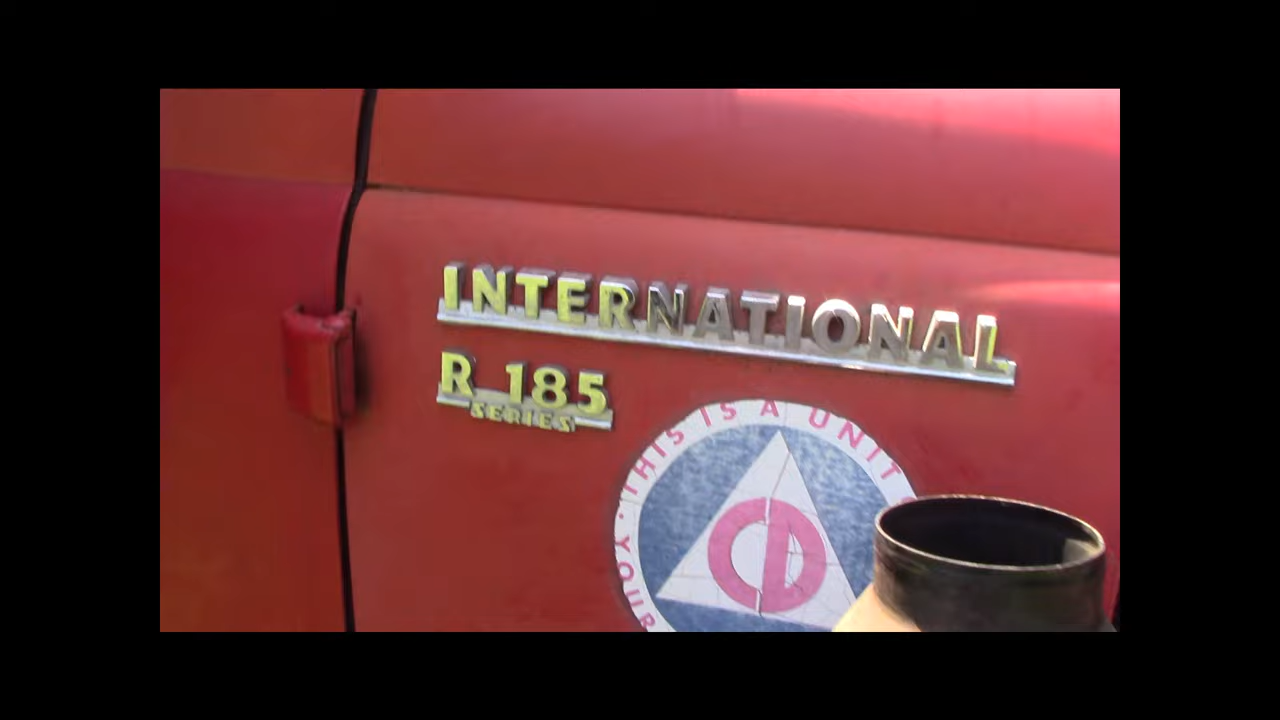 INTERNATIONAL
R 185
SERIES
YOUR · THIS IS A UNIT
CD